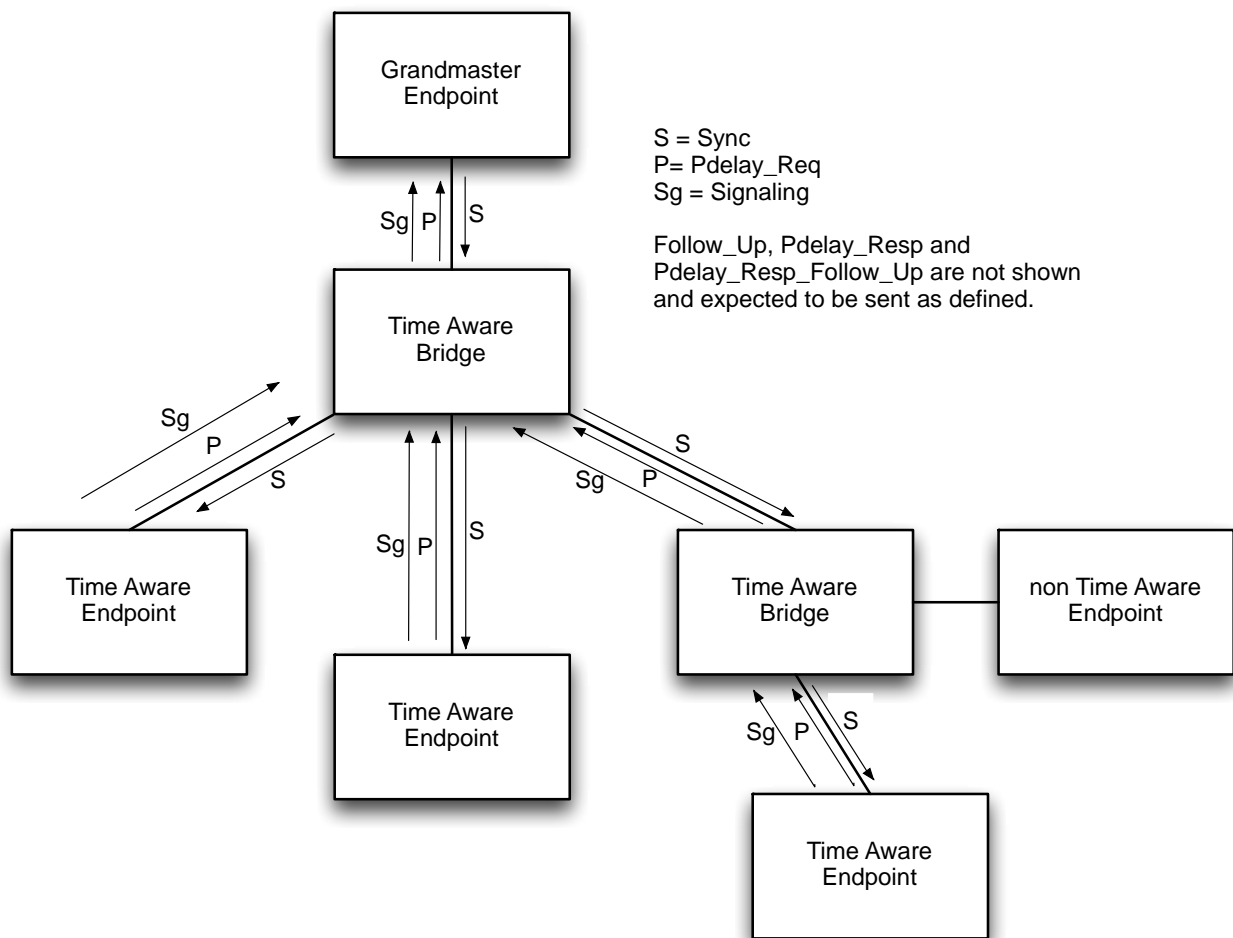 Grandmaster
Endpoint
S = Sync
P= Pdelay_Req
Sg = Signaling
Follow_Up, Pdelay_Resp and
Pdelay_Resp_Follow_Up are not shown
and expected to be sent as defined.
Sg
P
S
Time Aware
Bridge
Sg
P
S
Sg
P
S
Sg
P
S
Time Aware
Endpoint
Time Aware
Endpoint
Time Aware
Bridge
non Time Aware
Endpoint
Sg
P
S
Time Aware
Endpoint